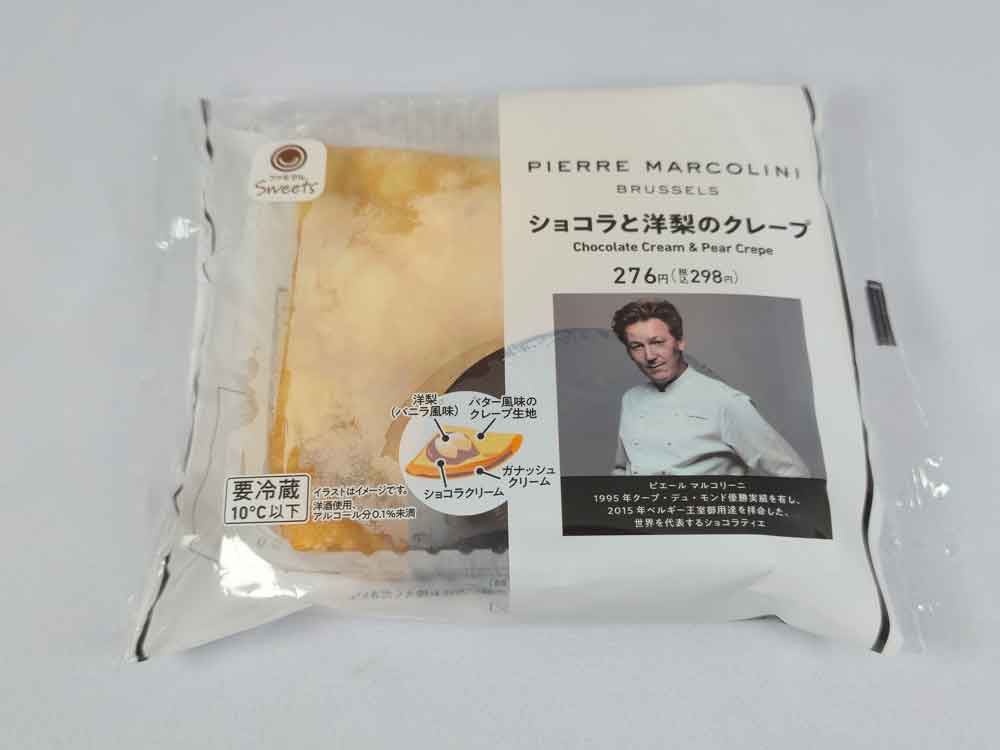 ファミマル
Sweets
PIERRE MARCOLINI
BRUSSELS
ショコラと洋梨のクレープ
Chocolate Cream & Pear Crepe
276円(税込298円)
洋梨
(バニラ風味)
バター風味の
クレープ生地
ショコラクリーム
ガナッシュ
クリーム
要冷蔵
10°C以下
イラストはイメージです。
洋酒使用、
アルコール分0.1%未満
ピエール マルコリーニ
1995年クープ・デュ・モンド優勝実績を有し、
2015年ベルギー王室御用達を拝命した、
世界を代表するショコラティエ